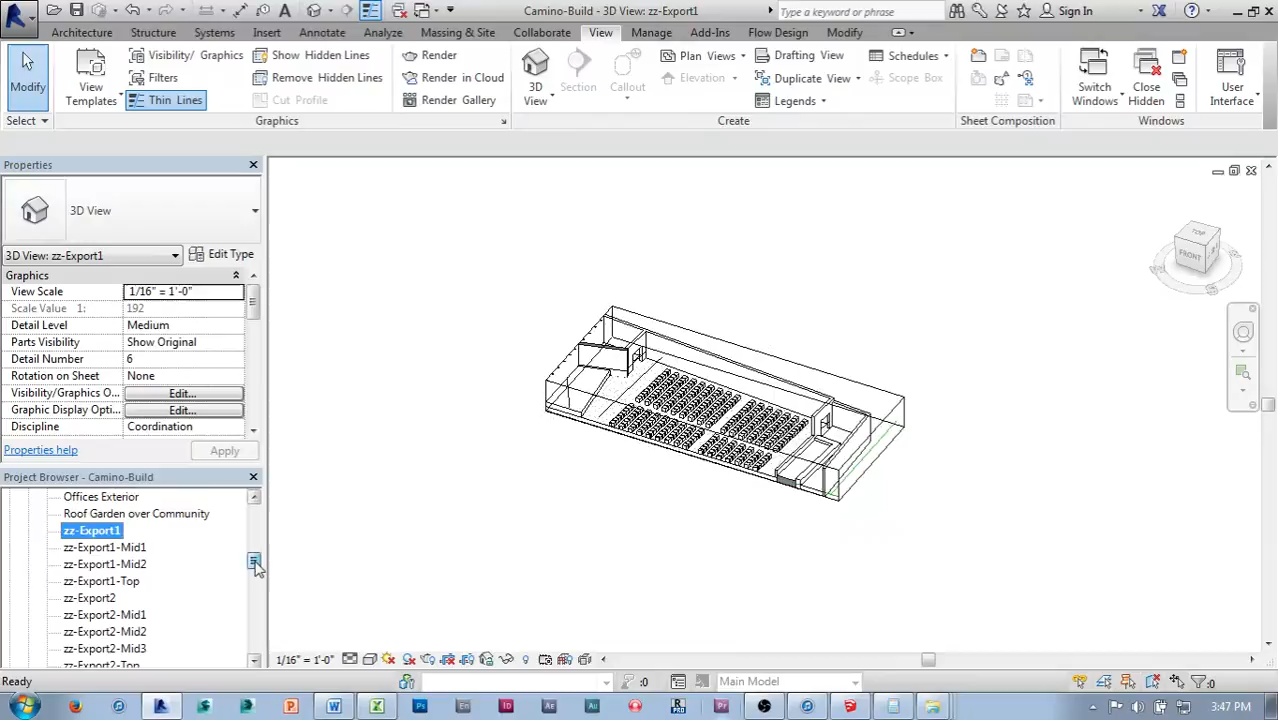 Camino-Build - 3D View: zz-Export1
Type a keyword or phrase
Sign In
Architecture Structure Systems Insert Annotate Analyze Massing & Site Collaborate View Manage Add-Ins Flow Design Modify
Modify
Select
View
Templates
Visibility/ Graphics
Filters
Thin Lines
Show Hidden Lines
Remove Hidden Lines
Cut Profile
Render
Render in Cloud
Render Gallery
Graphics
3D
View
Section
Callout
Plan Views
Elevation
Drafting View
Duplicate View
Legends
Schedules
Scope Box
Create
Sheet Composition
Switch
Windows
Close
Hidden
User
Interface
Windows
Properties
3D View
3D View: zz-Export1
Edit Type
Graphics
View Scale 1/16" = 1'-0"
Scale Value 1: 192
Detail Level Medium
Parts Visibility Show Original
Detail Number 6
Rotation on Sheet None
Visibility/Graphics O... Edit...
Graphic Display Opti... Edit...
Discipline Coordination
Properties help
Apply
Project Browser - Camino-Build
Offices Exterior
Roof Garden over Community
zz-Export1
zz-Export1-Mid1
zz-Export1-Mid2
zz-Export1-Top
zz-Export2
zz-Export2-Mid1
zz-Export2-Mid2
zz-Export2-Mid3
zz-Export2-Top
TOP
FRONT
1/16" = 1'-0"
Ready
:0
Main Model
:0
3:47 PM